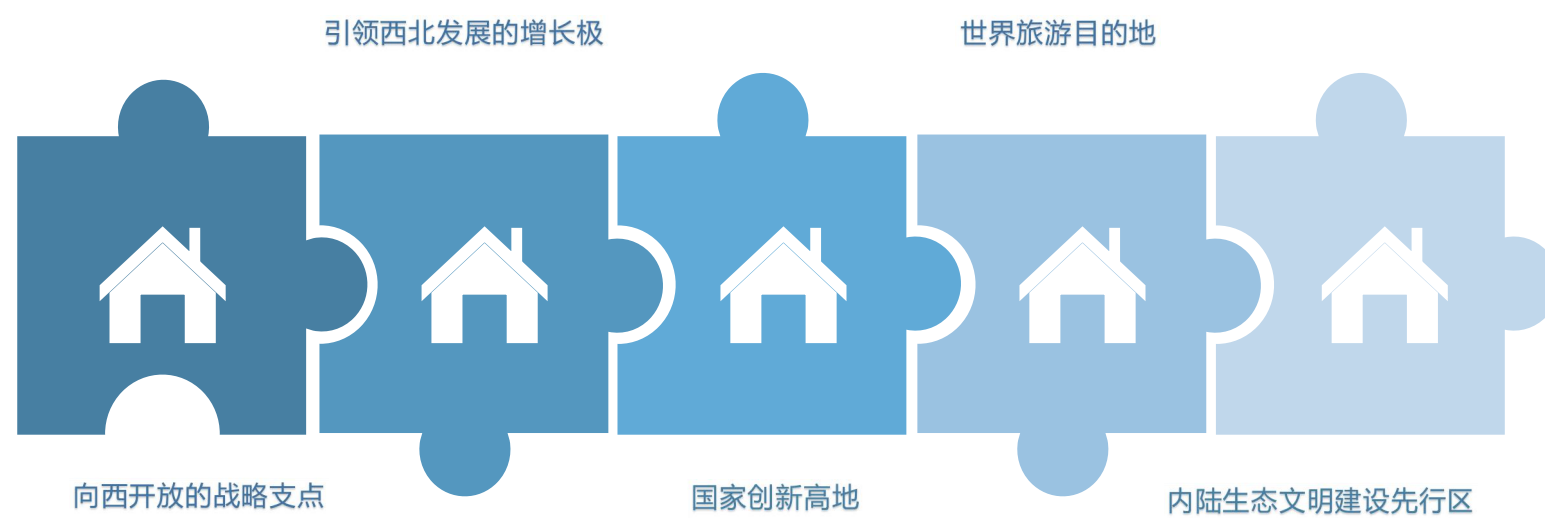 引领西北发展的增长极
世界旅游目的地
向西开放的战略支点
国家创新高地
内陆生态文明建设先行区